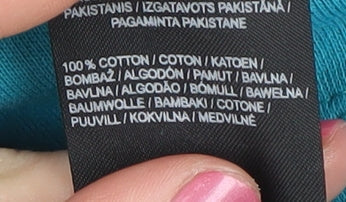 PAKISTANIS / IZGATAVOTS PAKISTĀNĀ /
PAGAMINTA PAKISTANE
100 % COTTON / COTON / KATOEN /
BOMBAŽ / ALGODÓN / PAMUT / BAVLNA /
BAVLNA / ALGODÃO / BOMULL / BAWEŁNA /
BAUMWOLLE / BAMBAKI / COTONE /
PUUVILL / KOKVILNA / MEDVILNĖ